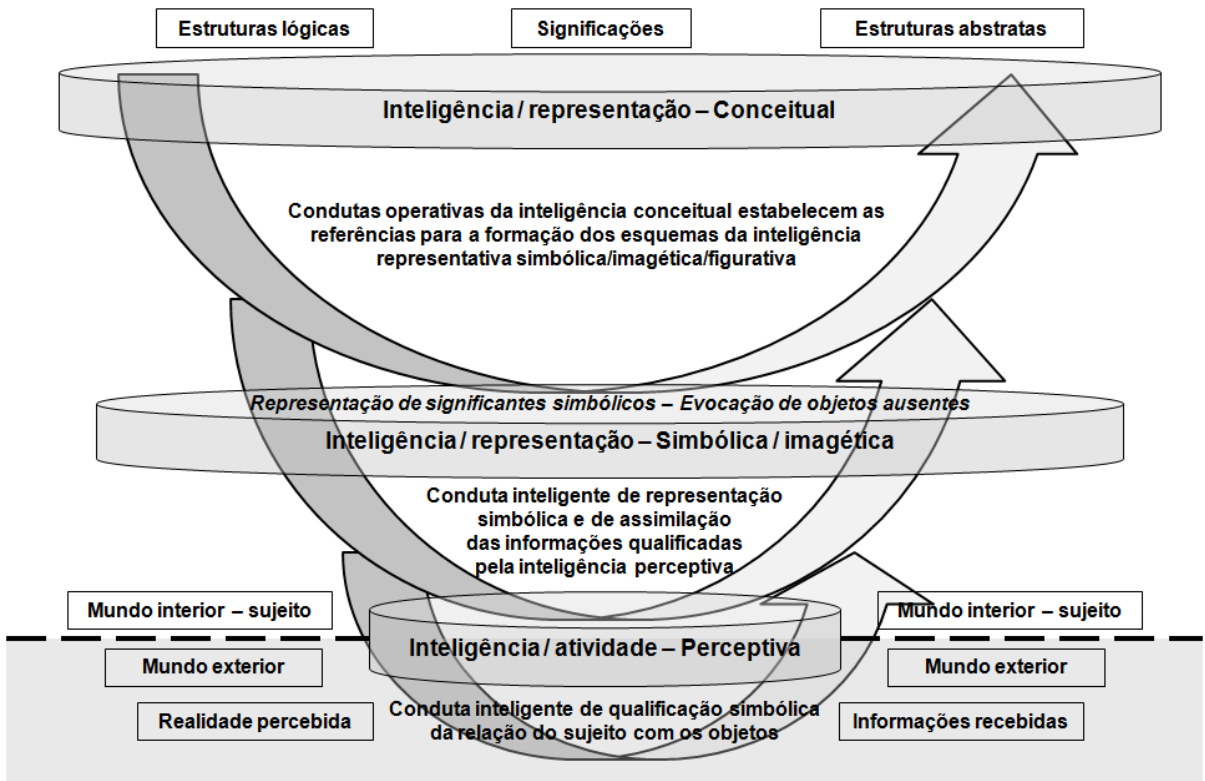 Estruturas lógicas
Significações
Estruturas abstratas
Inteligência / representação – Conceitual
Condutas operativas da inteligência conceitual estabelecem as
referências para a formação dos esquemas da inteligência
representativa simbólica/imagética/figurativa
Representação de significantes simbólicos – Evocação de objetos ausentes
Inteligência / representação – Simbólica / imagética
Conduta inteligente de representação
simbólica e de assimilação
das informações qualificadas
pela inteligência perceptiva
Mundo interior – sujeito
Mundo interior – sujeito
Inteligência / atividade – Perceptiva
Mundo exterior
Mundo exterior
Realidade percebida
Conduta inteligente de qualificação simbólica
da relação do sujeito com os objetos
Informações recebidas